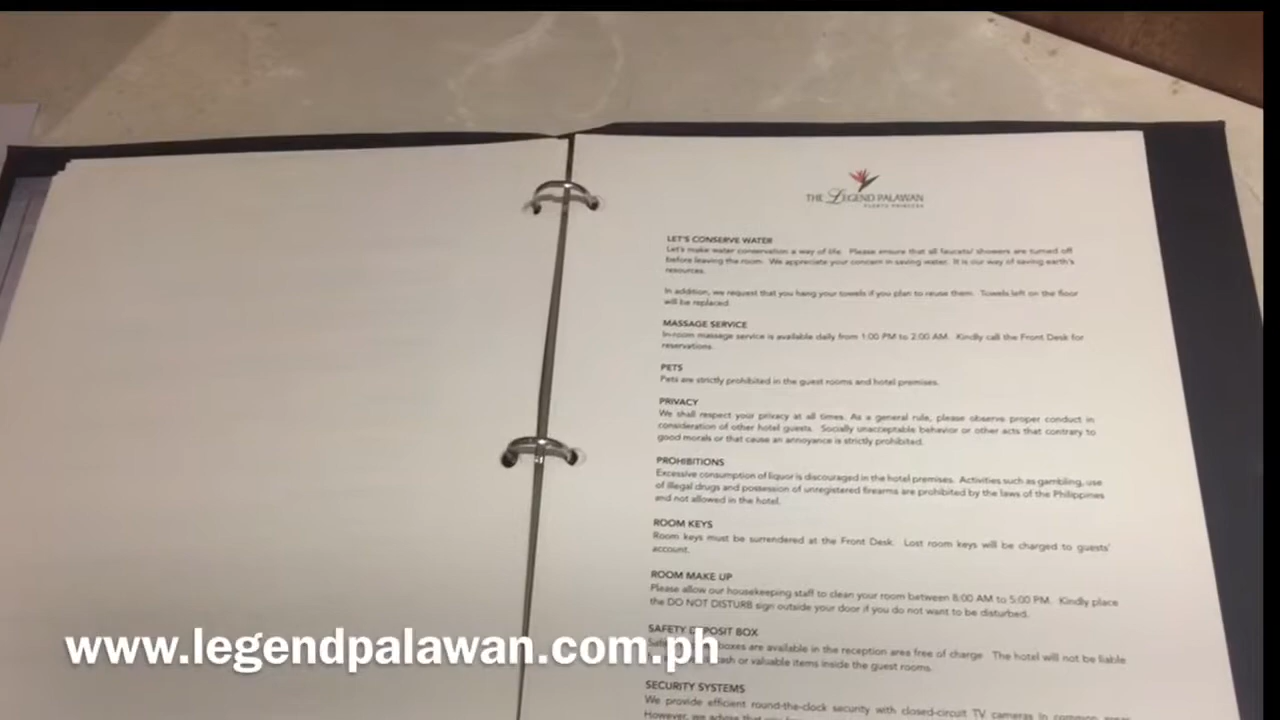 THE LEGEND PALAWAN
PUERTO PRINCESA
LET'S CONSERVE WATER
Let's make water conservation a way of life. Please ensure that all faucets/ showers are turned off
before leaving the room. We appreciate your concern in saving water. It is our way of saving earth's
resources.
In addition, we request that you hang your towels if you plan to reuse them. Towels left on the floor
will be replaced.
MASSAGE SERVICE
In-room massage service is available daily from 1:00 PM to 2:00 AM. Kindly call the Front Desk for
reservations.
PETS
Pets are strictly prohibited in the guest rooms and hotel premises.
PRIVACY
We shall respect your privacy at all times. As a general rule, please observe proper conduct in
consideration of other hotel guests. Socially unacceptable behavior or other acts that contrary to
good morals or that cause an annoyance is strictly prohibited.
PROHIBITIONS
Excessive consumption of liquor is discouraged in the hotel premises. Activities such as gambling, use
of illegal drugs and possession of unregistered firearms are prohibited by the laws of the Philippines
and not allowed in the hotel.
ROOM KEYS
Room keys must be surrendered at the Front Desk. Lost room keys will be charged to guests'
account.
ROOM MAKE UP
Please allow our housekeeping staff to clean your room between 8:00 AM to 5:00 PM. Kindly place
the DO NOT DISTURB sign outside your door if you do not want to be disturbed.
SAFETY DEPOSIT BOX
boxes are available in the reception area free of charge. The hotel will not be liable
cash or valuable items inside the guest rooms.
www.legendpalawan.com.ph
SECURITY SYSTEMS
We provide efficient round-the-clock security with closed-circuit TV cameras in common
However, we advise that you